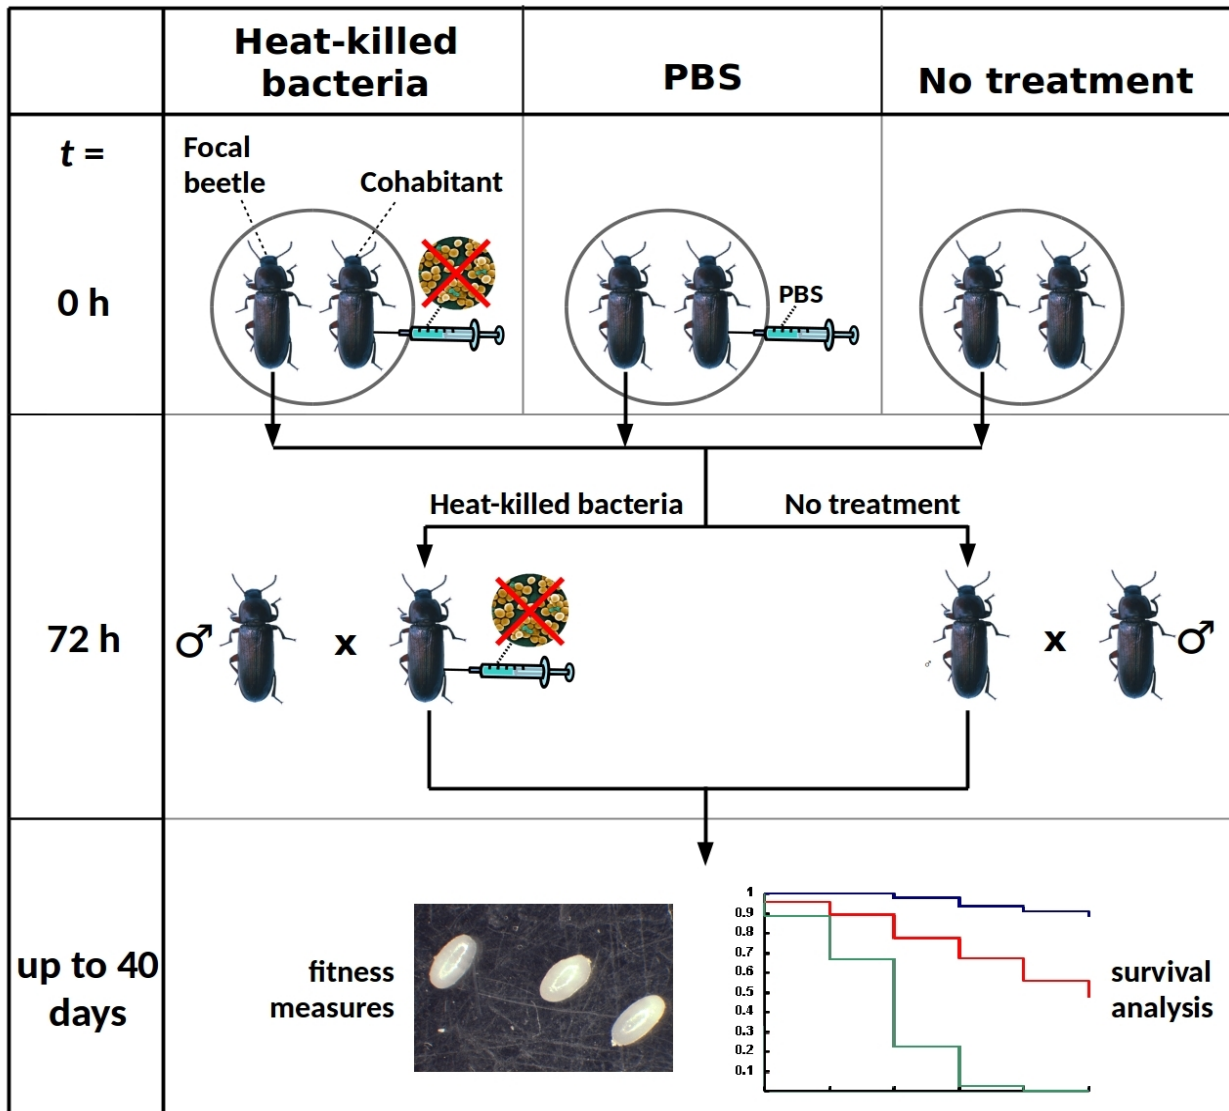 Heat-killed
bacteria
PBS
No treatment
t =
0 h
Focal
beetle
Cohabitant
PBS
Heat-killed bacteria
No treatment
72 h
♂
x
x
♂
♂
up to 40
days
fitness
measures
1
0.9
0.8
0.7
0.6
0.5
0.4
0.3
0.2
0.1
survival
analysis